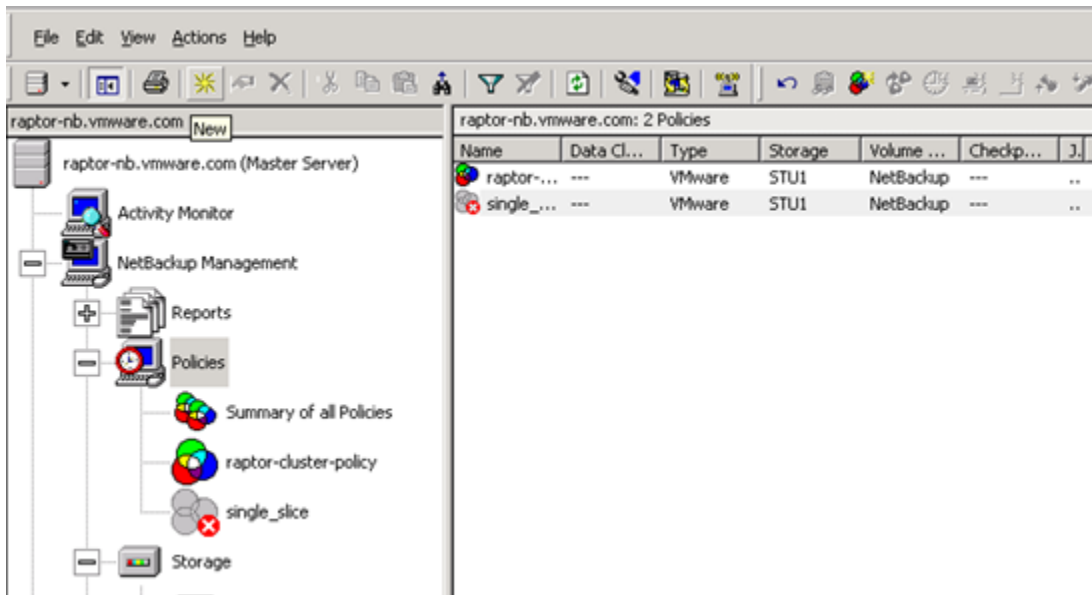 File Edit View Actions Help
raptor-nb.vmware.com
New
raptor-nb.vmware.com (Master Server)
Activity Monitor
NetBackup Management
Reports
Policies
Summary of all Policies
raptor-cluster-policy
single_slice
Storage
raptor-nb.vmware.com: 2 Policies
Name Data Cl... Type Storage Volume ... Checkp... J.
raptor-... --- VMware STU1 NetBackup --- ..
single_... --- VMware STU1 NetBackup --- ..